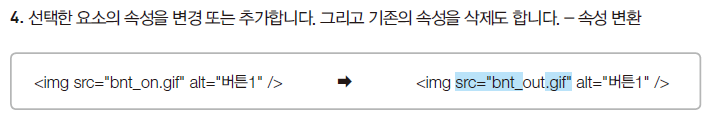 4. 선택한 요소의 속성을 변경 또는 추가합니다. 그리고 기존의 속성을 삭제도 합니다. – 속성 변환
<img src="bnt_on.gif" alt="버튼1" /> ➡ <img src="bnt_out.gif" alt="버튼1" />